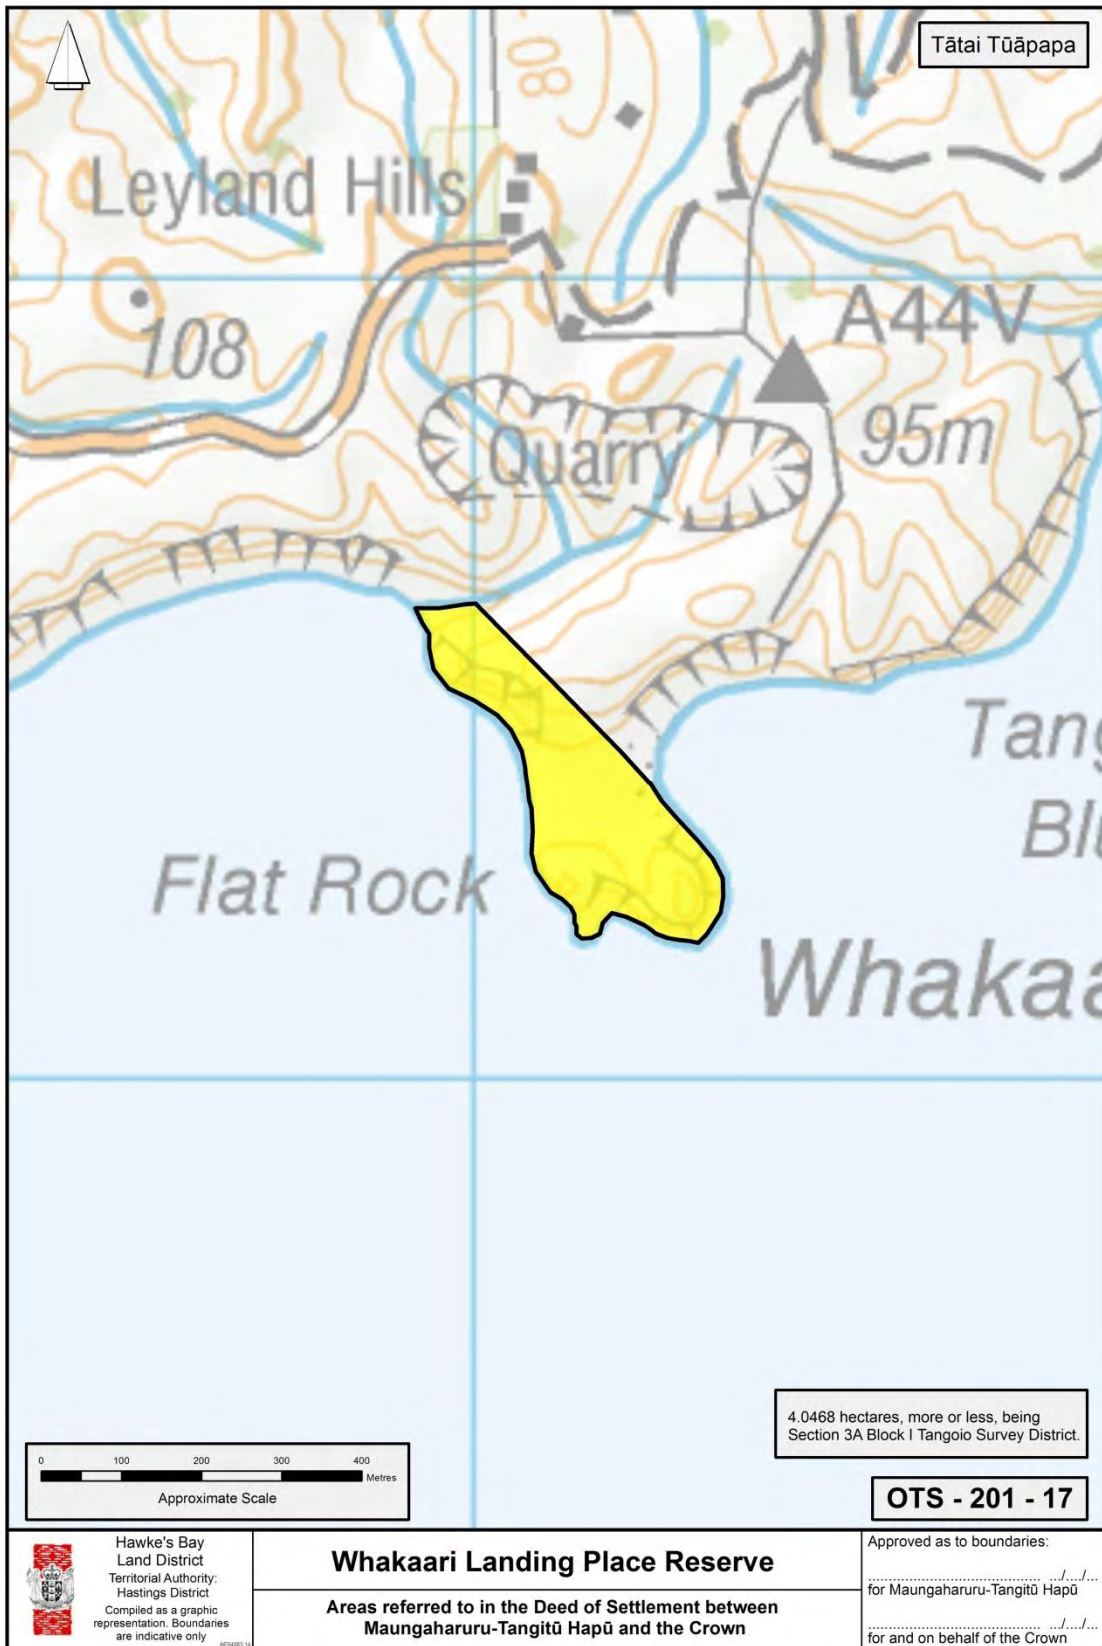 Tātai Tūāpapa
80
Leyland Hills
A44V
108
95m
Quarry
Tang
Blu
Flat Rock
Whakaa
4.0468 hectares, more or less, being
Section 3A Block I Tangoio Survey District.
0 100 200 300 400
Metres
Approximate Scale
OTS - 201 - 17
Hawke's Bay
Land District
Territorial Authority:
Hastings District
Compiled as a graphic
representation. Boundaries
are indicative only
Whakaari Landing Place Reserve
Areas referred to in the Deed of Settlement between
Maungaharuru-Tangitū Hapū and the Crown
Approved as to boundaries:
.................................... .../.../...
for Maungaharuru-Tangitū Hapū
.................................... .../.../...
for and on behalf of the Crown